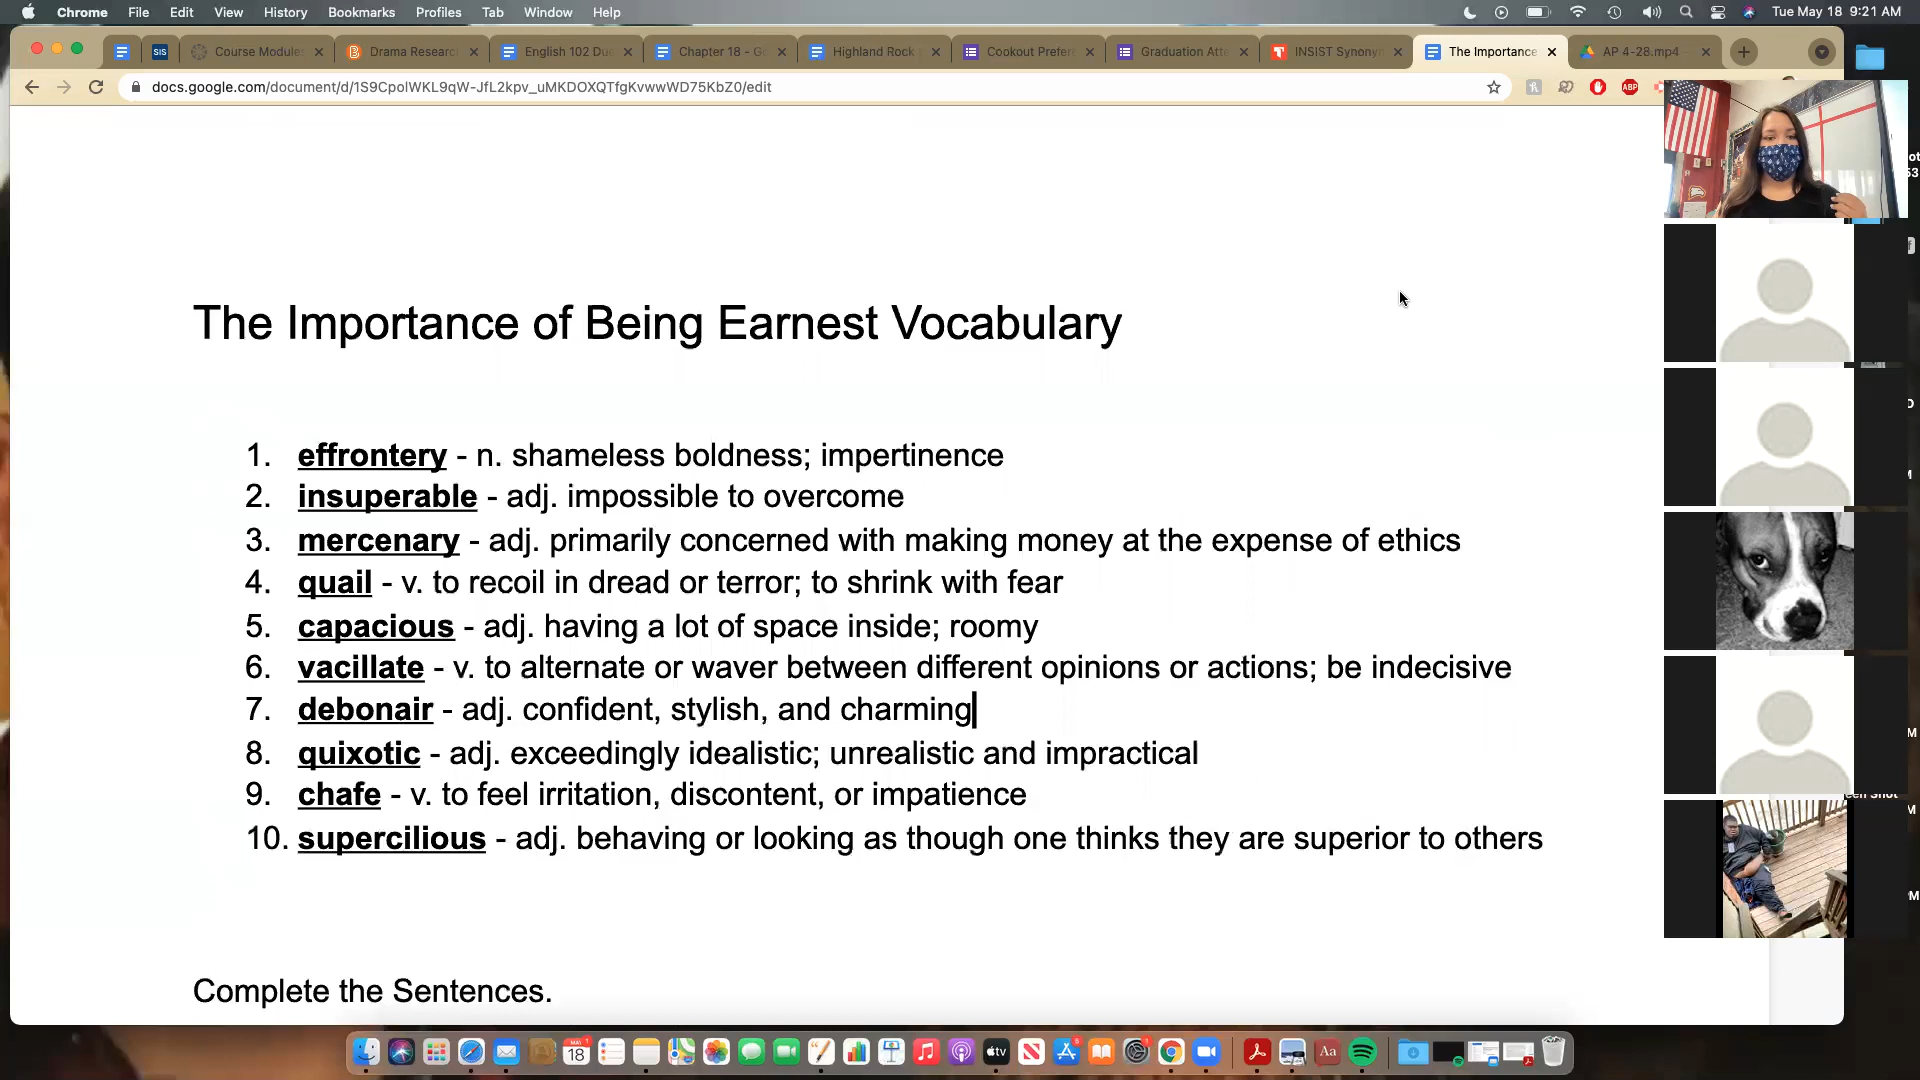 Chrome File Edit View History Bookmarks Profiles Tab Window Help Tue May 18 9:21 AM
SIS Course Module Drama Researc English 102 Du Chapter 18 - G Highland Rock Cookout Prefer Graduation Att INSIST Synonym The Importance AP 4-28.mp4
docs.google.com/document/d/1S9CpolWKL9qW-JfL2kpv_uMKDOXQTfgKvwwWD75KbZ0/edit
ABP
The Importance of Being Earnest Vocabulary
1. effrontery - n. shameless boldness; impertinence
2. insuperable - adj. impossible to overcome
3. mercenary - adj. primarily concerned with making money at the expense of ethics
4. quail - v. to recoil in dread or terror; to shrink with fear
5. capacious - adj. having a lot of space inside; roomy
6. vacillate - v. to alternate or waver between different opinions or actions; be indecisive
7. debonair - adj. confident, stylish, and charming
8. quixotic - adj. exceedingly idealistic; unrealistic and impractical
9. chafe - v. to feel irritation, discontent, or impatience
10. supercilious - adj. behaving or looking as though one thinks they are superior to others
Complete the Sentences.
18 tv Aa